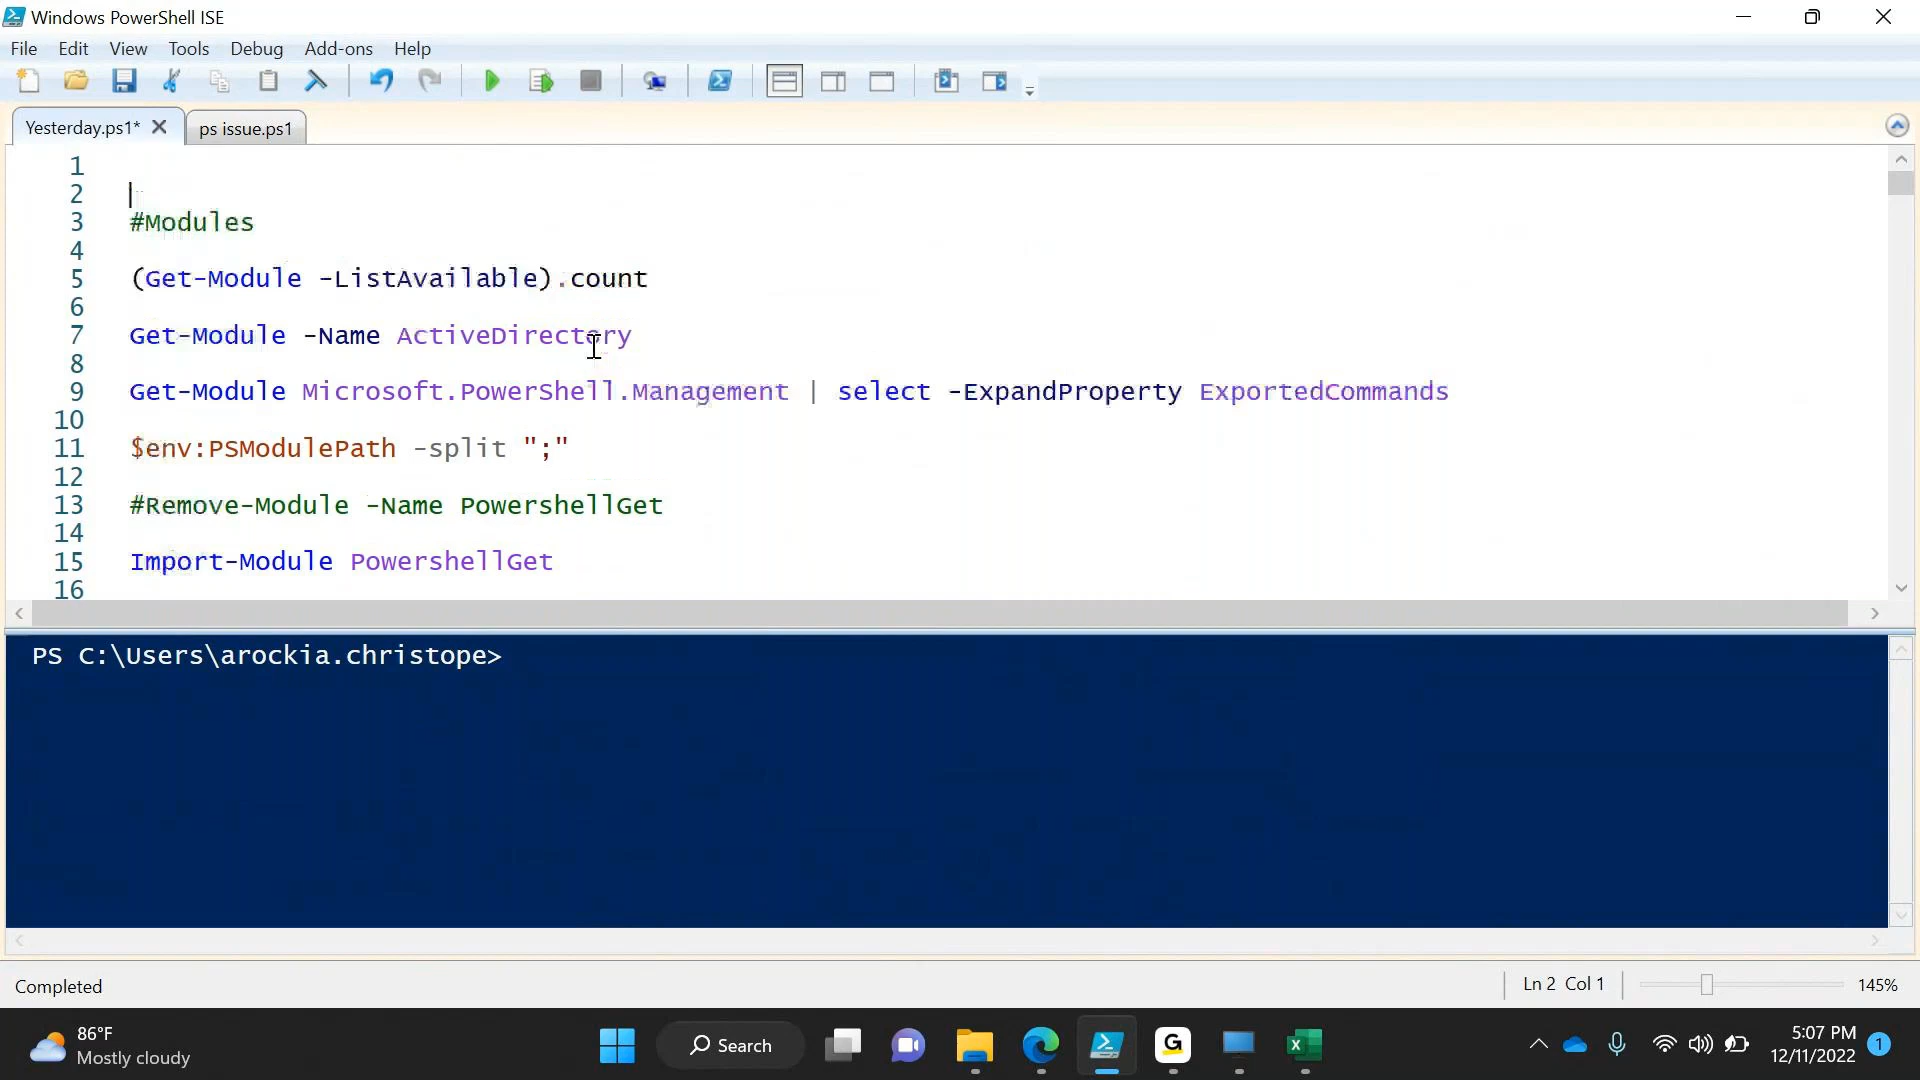 Windows PowerShell ISE
File Edit View Tools Debug Add-ons Help
Yesterday.ps1* ps issue.ps1
1
2
3 #Modules
4
5 (Get-Module -ListAvailable).count
6
7 Get-Module -Name ActiveDirectory
8
9 Get-Module Microsoft.PowerShell.Management | select -ExpandProperty ExportedCommands
10
11 $env:PSModulePath -split ";"
12
13 #Remove-Module -Name PowershellGet
14
15 Import-Module PowershellGet
16
PS C:\Users\arockia.christope>
Completed Ln 2 Col 1 145%
86°F
Mostly cloudy
Search
5:07 PM
12/11/2022
1